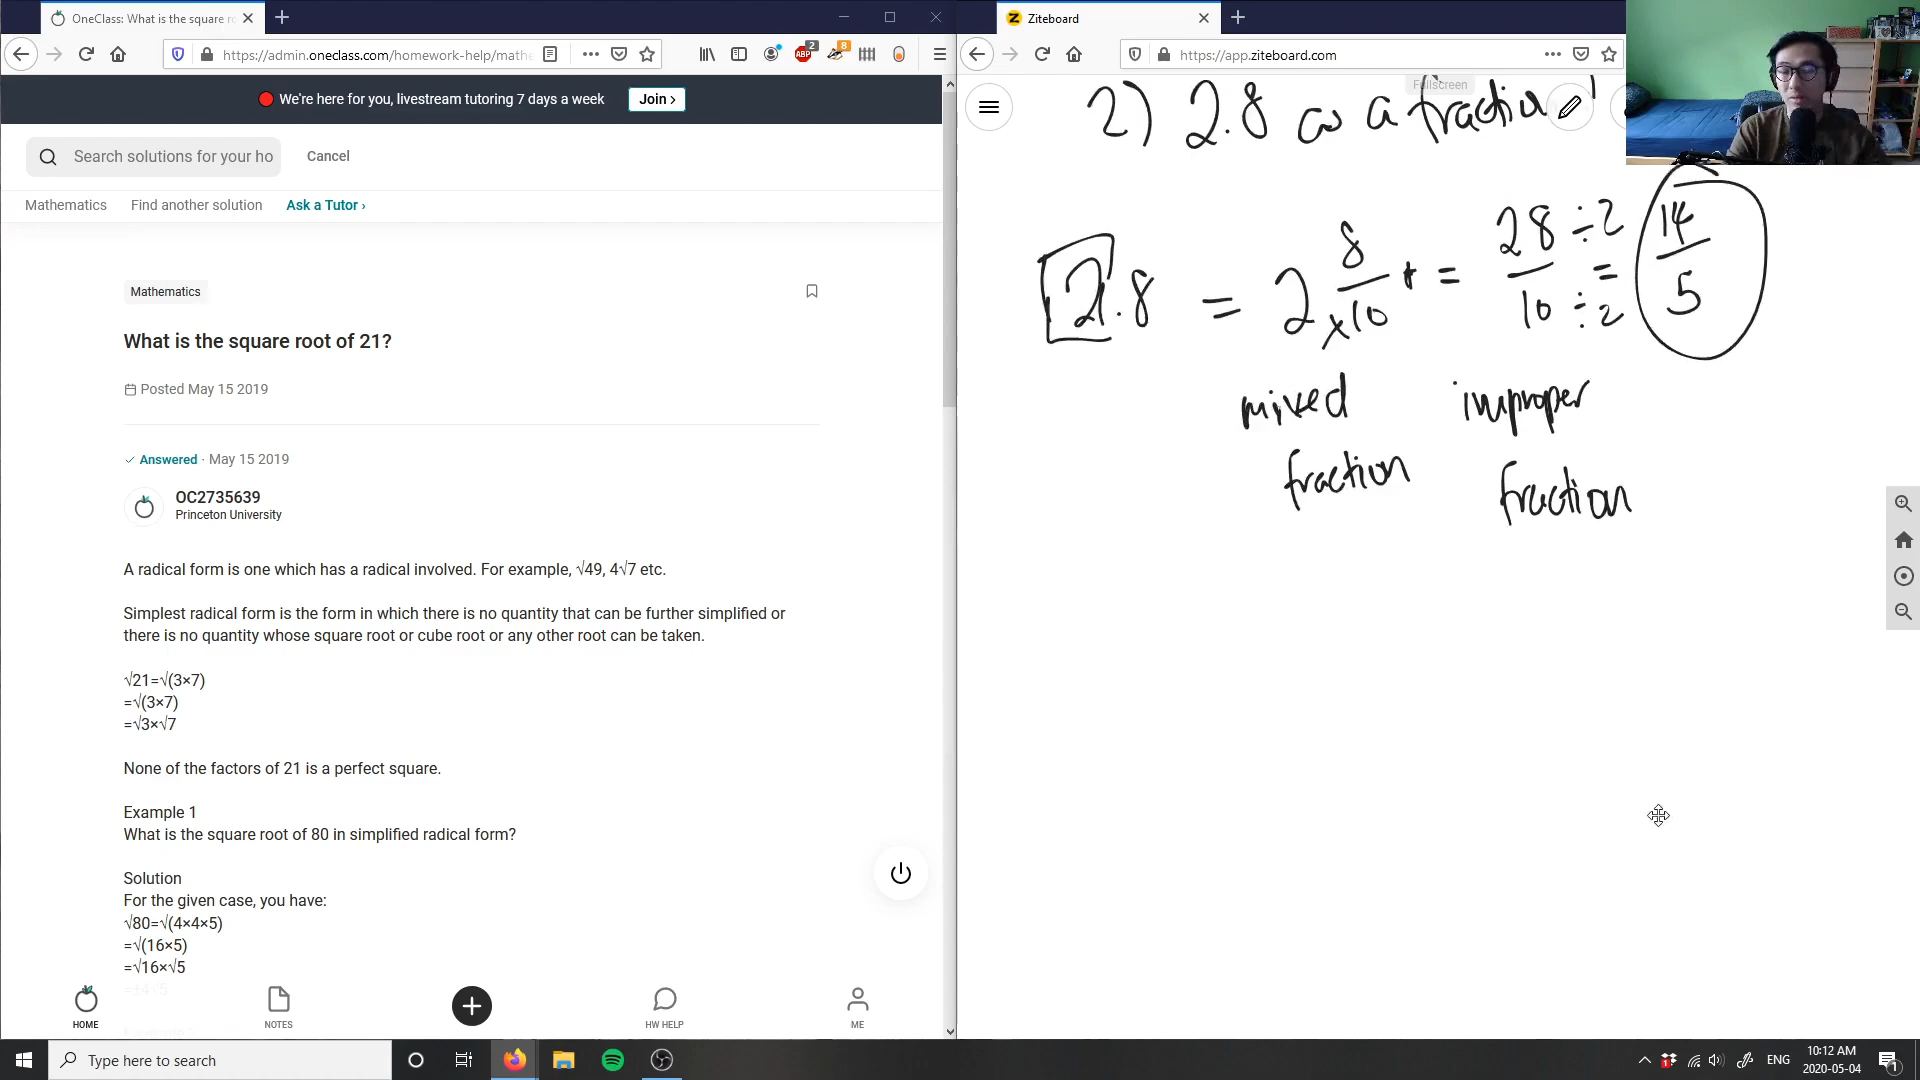 OneClass: What is the square ro
https://admin.oneclass.com/homework-help/mathe
2
8
We're here for you, livestream tutoring 7 days a week
Join ›
Search solutions for your ho
Cancel
Mathematics
Find another solution
Ask a Tutor ›
Mathematics
What is the square root of 21?
Posted May 15 2019
Answered · May 15 2019
OC2735639
Princeton University
A radical form is one which has a radical involved. For example, √49, 4√7 etc.
Simplest radical form is the form in which there is no quantity that can be further simplified or
there is no quantity whose square root or cube root or any other root can be taken.
√21=√(3×7)
=√(3×7)
=√3×√7
None of the factors of 21 is a perfect square.
Example 1
What is the square root of 80 in simplified radical form?
Solution
For the given case, you have:
√80=√(4×4×5)
=√(16×5)
=√16×√5
=±4√5
HOME
NOTES
HW HELP
ME
Ziteboard
https://app.ziteboard.com
Fullscreen
2) 2.8 as a fraction
2.8 = 2 8/10 = 28/10 ÷2/÷2 = 14/5
mixed
fraction
improper
fraction
Type here to search
ENG
10:12 AM
2020-05-04
1